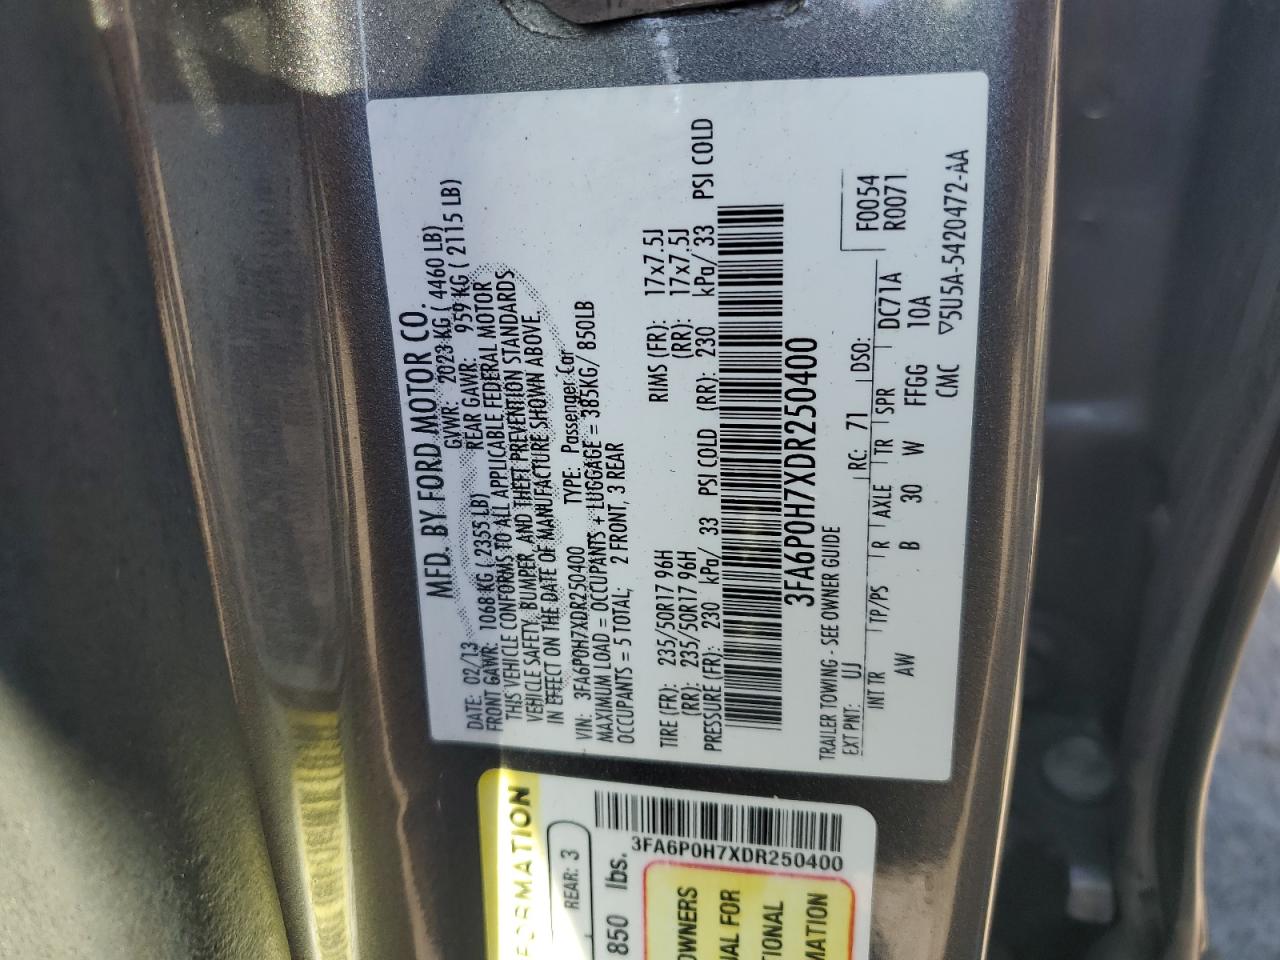 MFD. BY FORD MOTOR CO.
DATE: 02/13 GVWR: 2023 KG ( 4460 LB)
FRONT GAWR: 1068 KG ( 2355 LB) REAR GAWR: 959 KG ( 2115 LB)
THIS VEHICLE CONFORMS TO ALL APPLICABLE FEDERAL MOTOR
VEHICLE SAFETY, BUMPER, AND THEFT PREVENTION STANDARDS
IN EFFECT ON THE DATE OF MANUFACTURE SHOWN ABOVE.
VIN: 3FA6P0H7XDR250400 TYPE: Passenger Car
MAXIMUM LOAD = OCCUPANTS + LUGGAGE = 385KG/ 850LB
OCCUPANTS = 5 TOTAL; 2 FRONT, 3 REAR
TIRE (FR): 235/50R17 96H RIMS (FR): 17x7.5J
(RR): 235/50R17 96H (RR): 17x7.5J
PRESSURE (FR): 230 kPa/ 33 PSI COLD (RR): 230 kPa/ 33 PSI COLD
3FA6P0H7XDR250400
TRAILER TOWING - SEE OWNER GUIDE F0054
EXT PNT: UJ RC: 71 DSO: R0071
INT TR TP/PS R AXLE TR SPR DC71A
AW B 30 W FFGG 10A
CMC ▽5U5A-5420472-AA
FORMATION
REAR: 3
850 lbs.
3FA6P0H7XDR250400
OWNERS
AL FOR
TIONAL
MATION